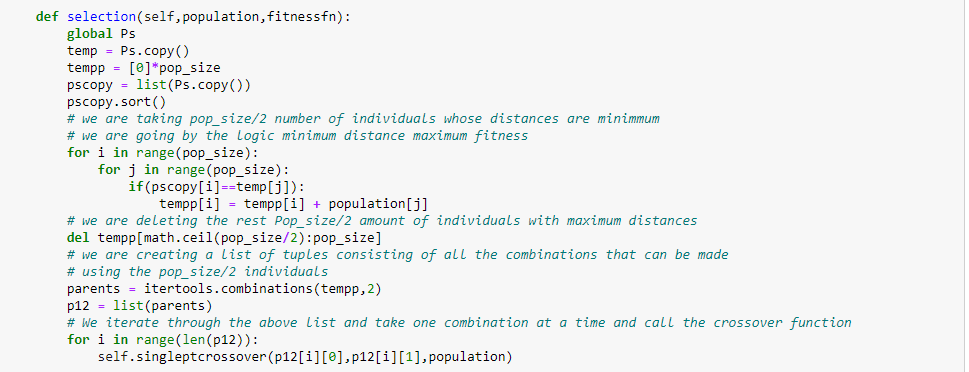 def selection(self,population,fitnessfn):
    global Ps
    temp = Ps.copy()
    tempp = [0]*pop_size
    pscopy = list(Ps.copy())
    pscopy.sort()
    # we are taking pop_size/2 number of individuals whose distances are minimmum
    # we are going by the logic minimum distance maximum fitness
    for i in range(pop_size):
        for j in range(pop_size):
            if(pscopy[i]==temp[j]):
                tempp[i] = tempp[i] + population[j]
    # we are deleting the rest Pop_size/2 amount of individuals with maximum distances
    del tempp[math.ceil(pop_size/2):pop_size]
    # we are creating a list of tuples consisting of all the combinations that can be made
    # using the pop_size/2 individuals
    parents = itertools.combinations(tempp,2)
    p12 = list(parents)
    # We iterate through the above list and take one combination at a time and call the crossover function
    for i in range(len(p12)):
        self.singleptcrossover(p12[i][0],p12[i][1],population)